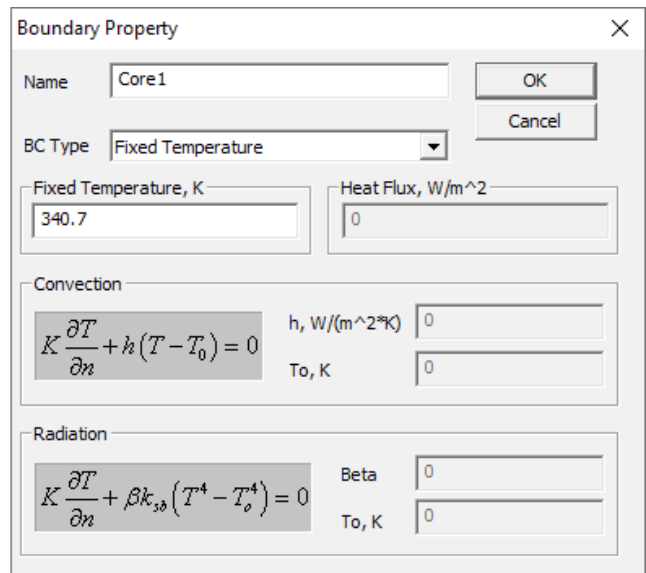 Boundary Property
Name
Core1
OK
Cancel
BC Type
Fixed Temperature
Fixed Temperature, K
340.7
Heat Flux, W/m^2
0
Convection
K ∂T/∂n + h(T − T₀) = 0
h, W/(m^2*K)
0
To, K
0
Radiation
K ∂T/∂n + βkₛb(T⁴ − Tₒ⁴) = 0
Beta
0
To, K
0